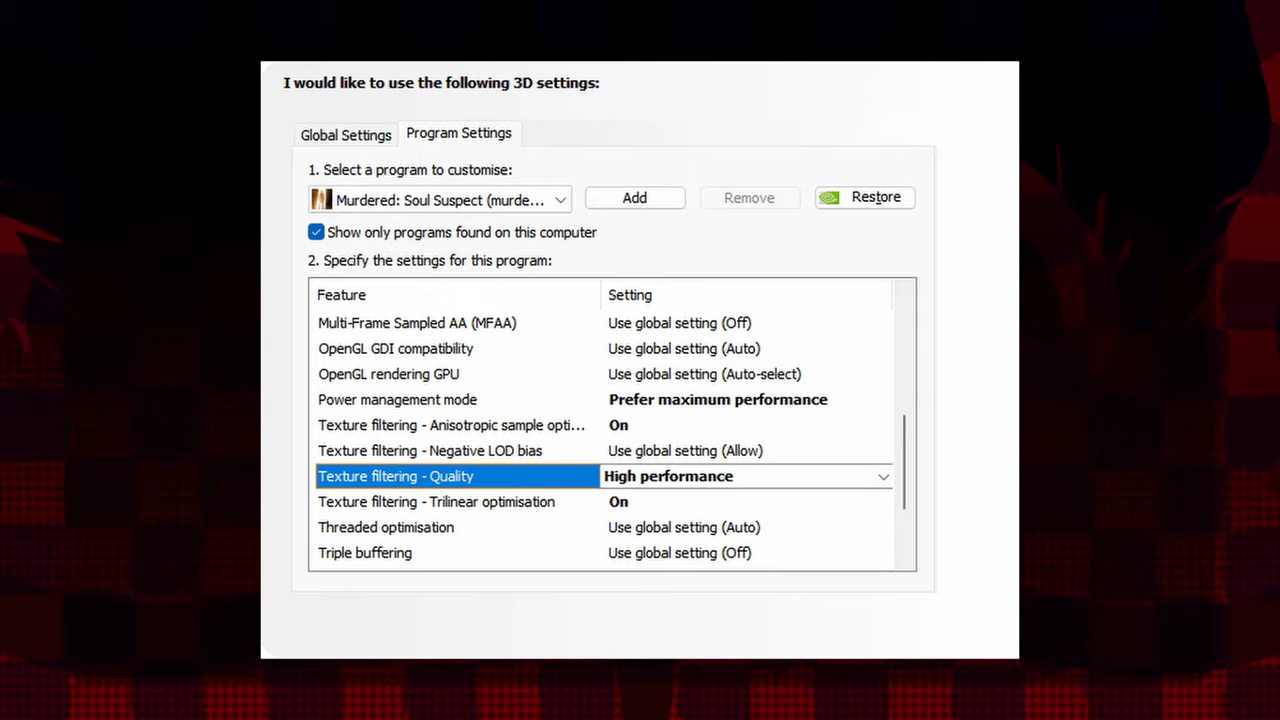 I would like to use the following 3D settings:
Global Settings
Program Settings
1. Select a program to customise:
Murdered: Soul Suspect (murde...
Add
Remove
Restore
Show only programs found on this computer
2. Specify the settings for this program:
Feature Setting
Multi-Frame Sampled AA (MFAA) Use global setting (Off)
OpenGL GDI compatibility Use global setting (Auto)
OpenGL rendering GPU Use global setting (Auto-select)
Power management mode Prefer maximum performance
Texture filtering - Anisotropic sample opti... On
Texture filtering - Negative LOD bias Use global setting (Allow)
Texture filtering - Quality High performance
Texture filtering - Trilinear optimisation On
Threaded optimisation Use global setting (Auto)
Triple buffering Use global setting (Off)